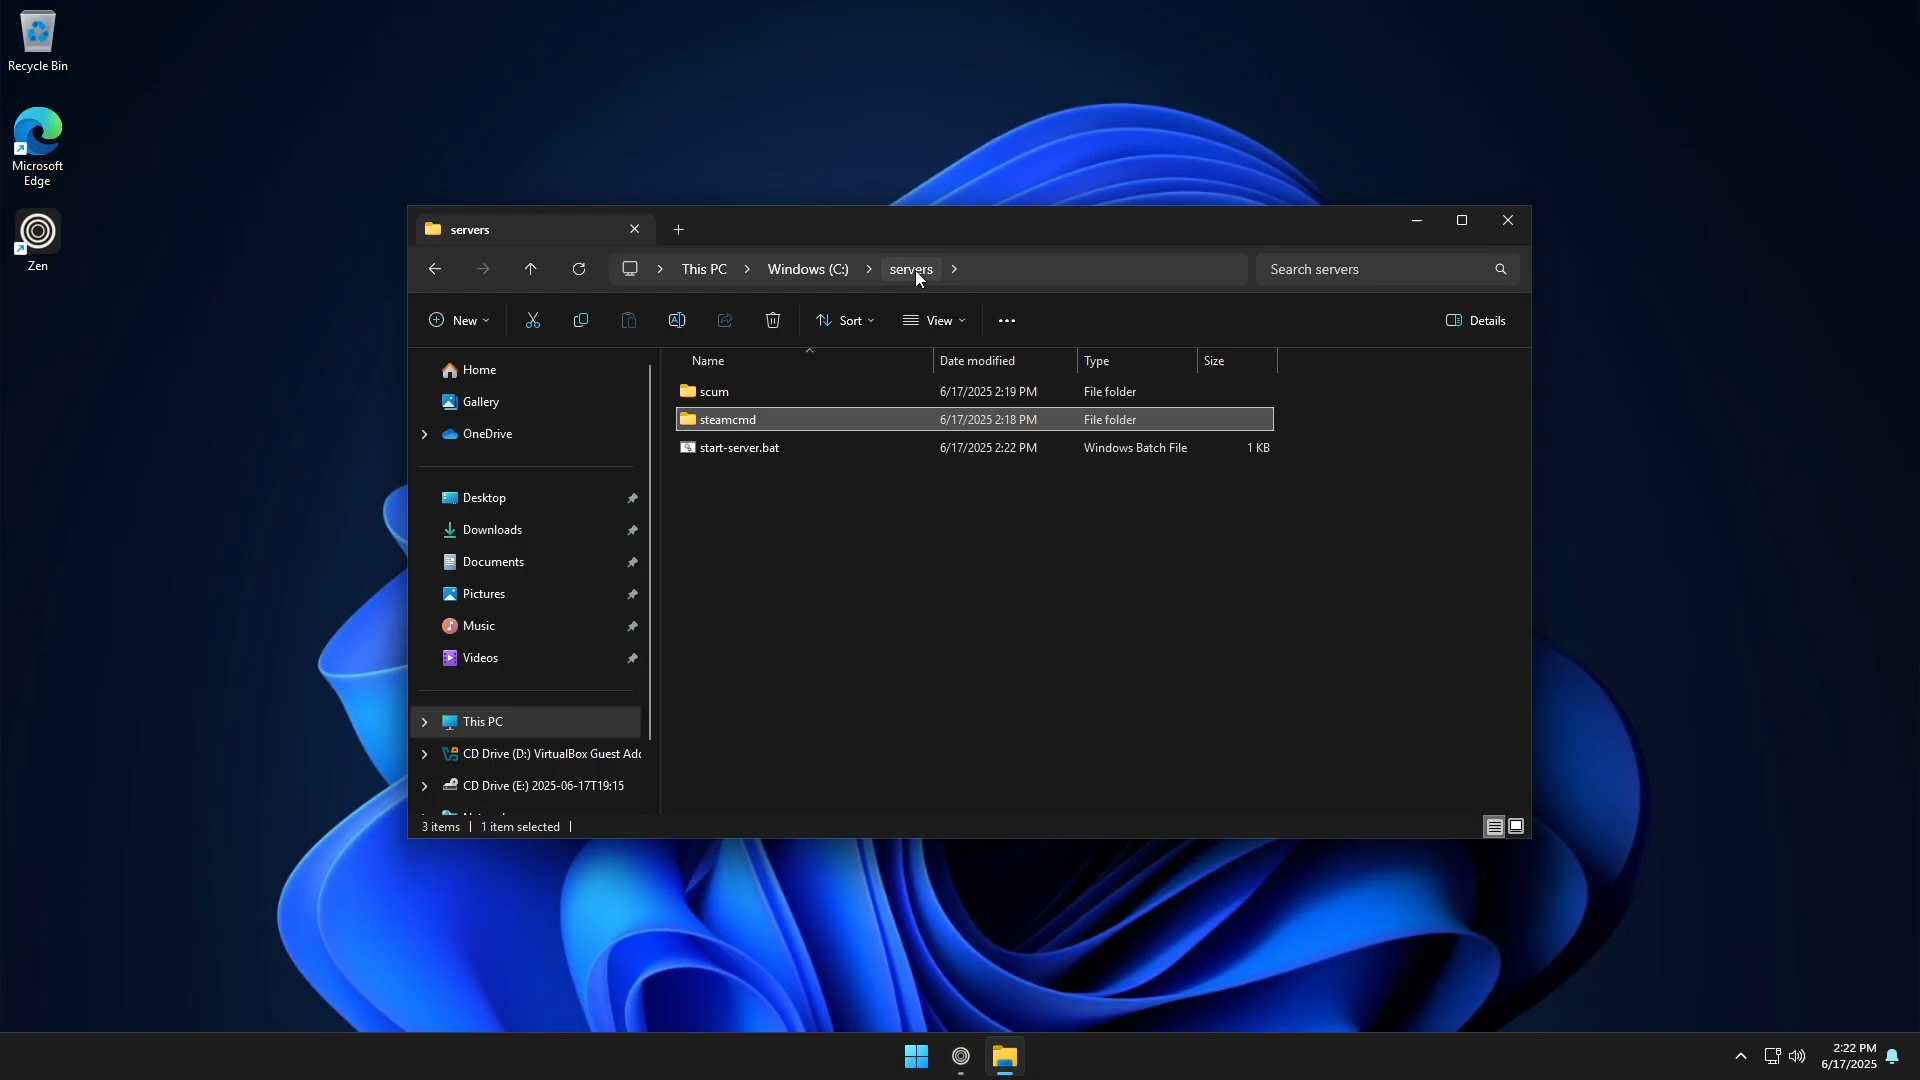 Recycle Bin
Microsoft
Edge
Zen
servers
This PC
Windows (C:)
servers
Search servers
New
Sort
View
Details
Name
Date modified
Type
Size
scum
6/17/2025 2:19 PM
File folder
steamcmd
6/17/2025 2:18 PM
File folder
start-server.bat
6/17/2025 2:22 PM
Windows Batch File
1 KB
Home
Gallery
OneDrive
Desktop
Downloads
Documents
Pictures
Music
Videos
This PC
CD Drive (D:) VirtualBox Guest Adc
CD Drive (E:) 2025-06-17T19:15
3 items
1 item selected
2:22 PM
6/17/2025